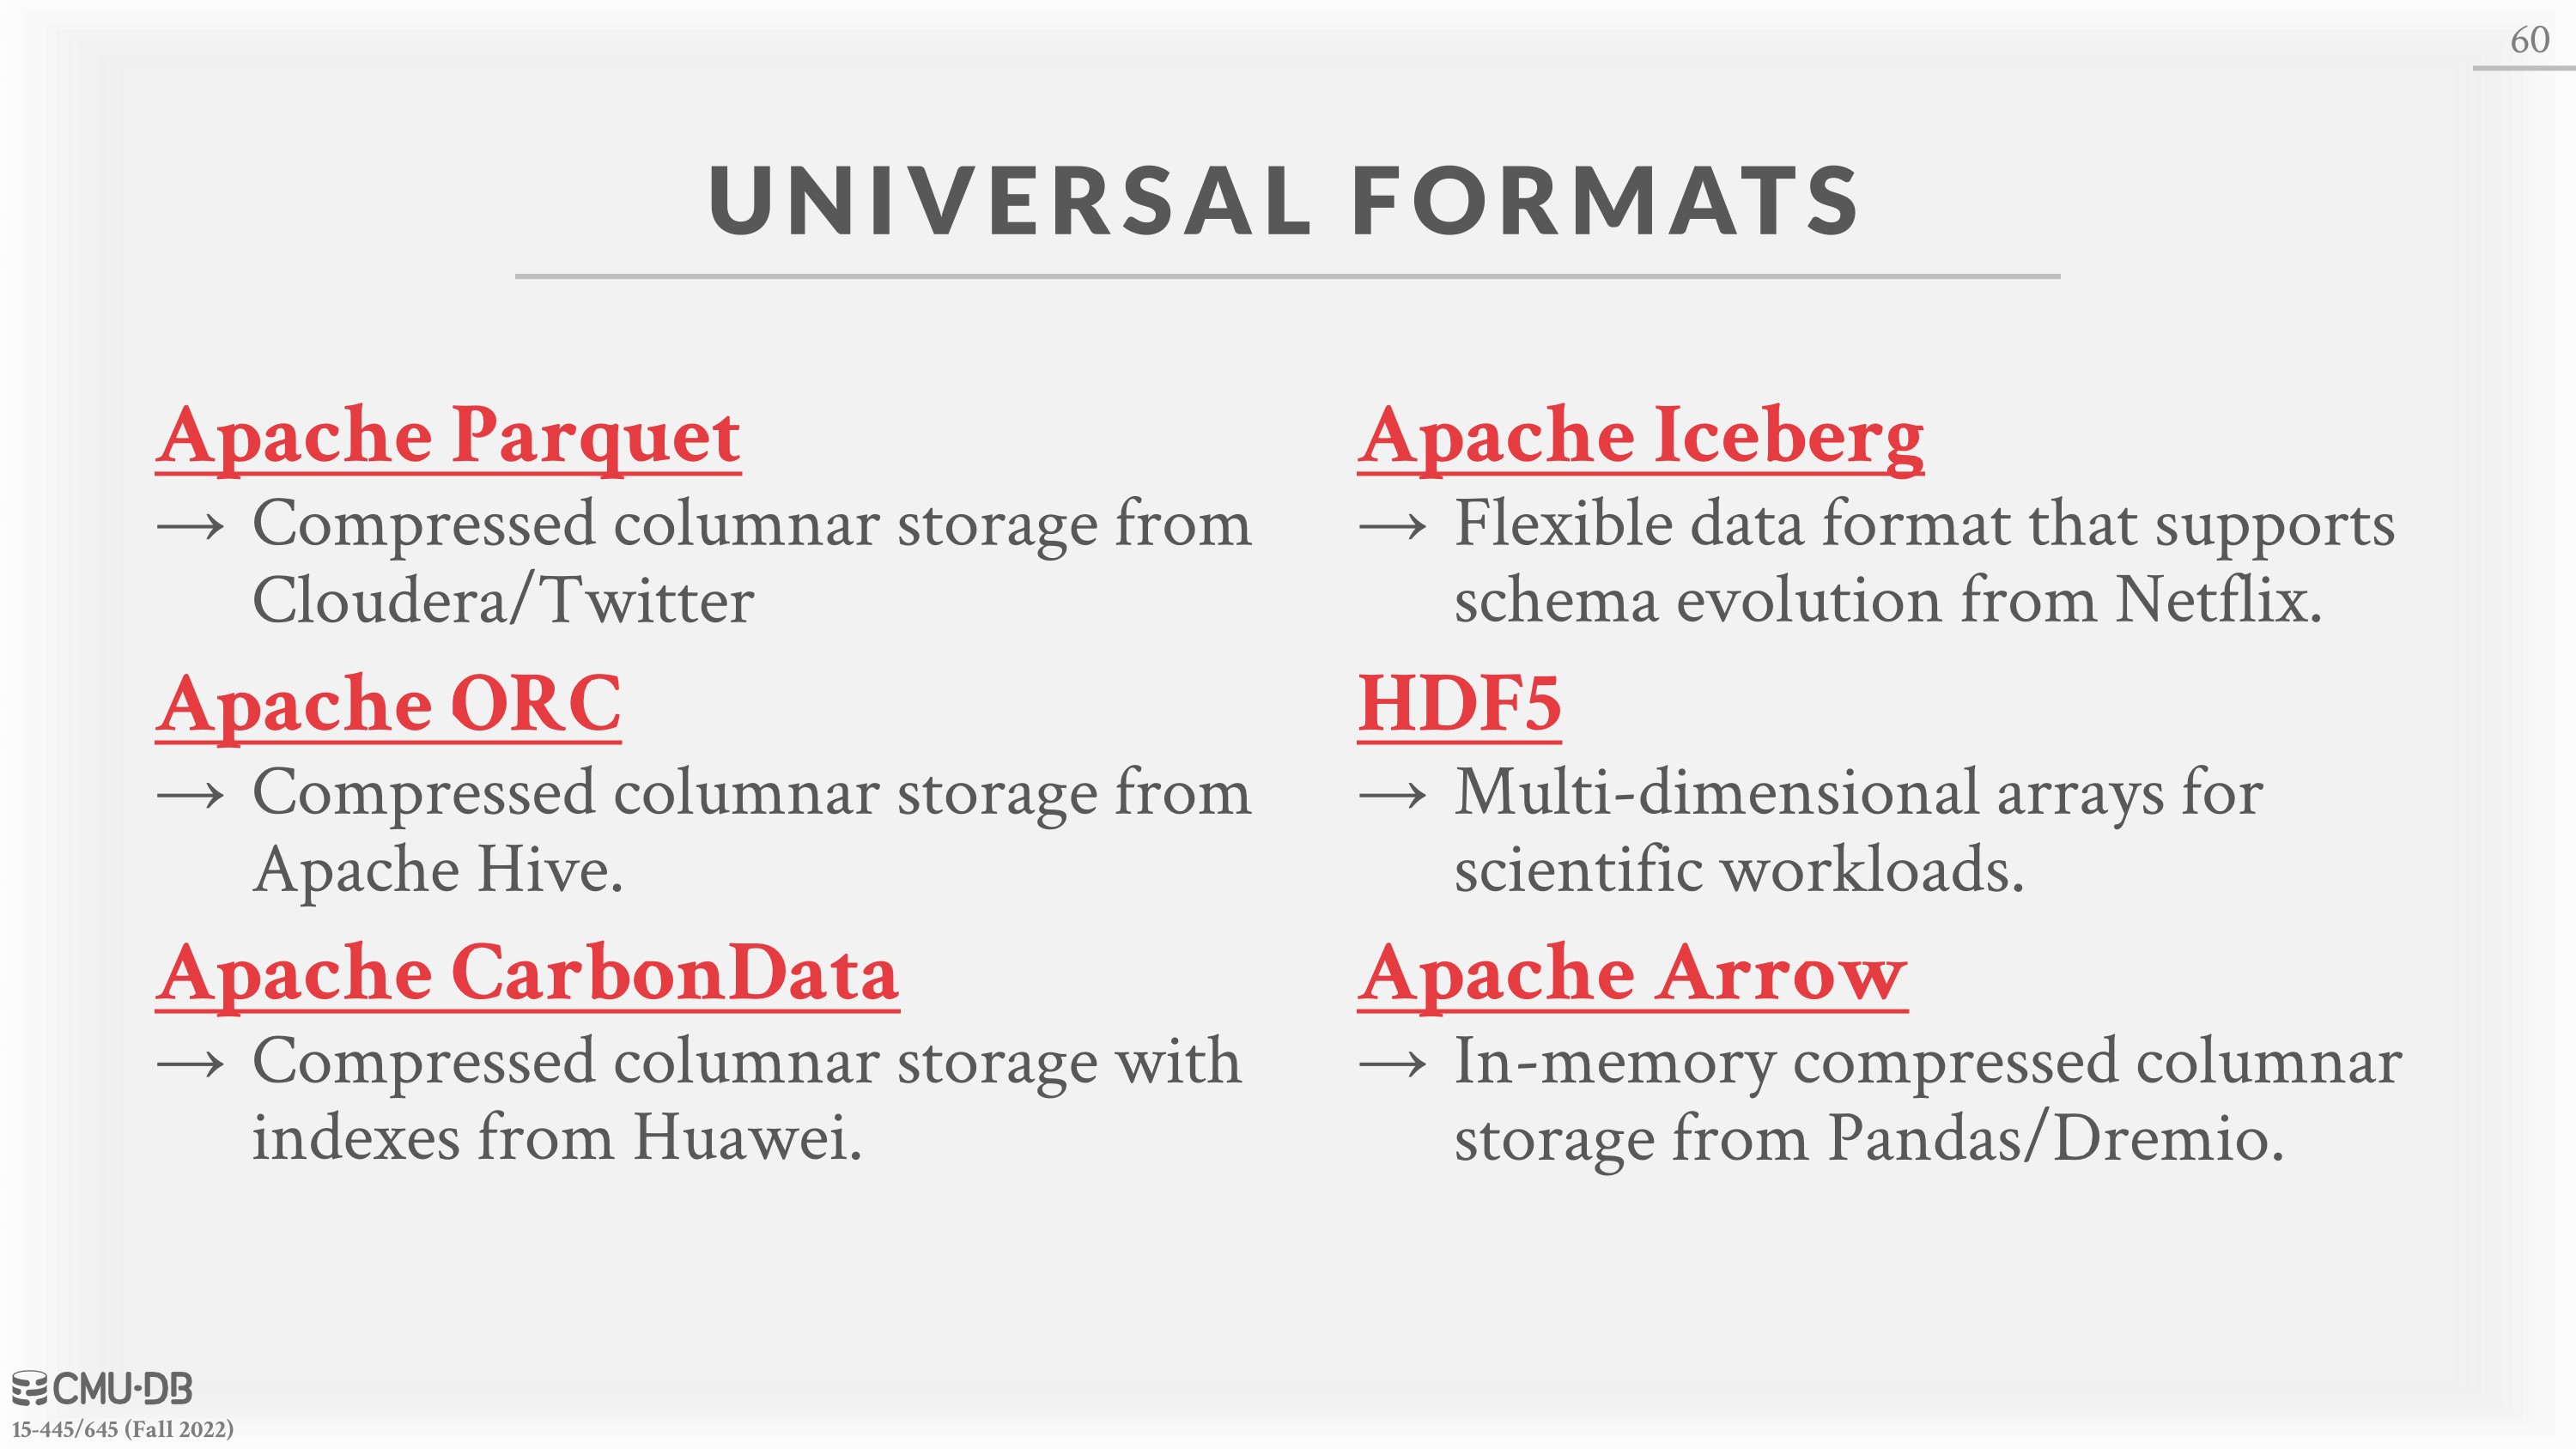 60
UNIVERSAL FORMATS
Apache Parquet
→ Compressed columnar storage from
Cloudera/Twitter
Apache ORC
→ Compressed columnar storage from
Apache Hive.
Apache CarbonData
→ Compressed columnar storage with
indexes from Huawei.
Apache Iceberg
→ Flexible data format that supports
schema evolution from Netflix.
HDF5
→ Multi-dimensional arrays for
scientific workloads.
Apache Arrow
→ In-memory compressed columnar
storage from Pandas/Dremio.
CMU·DB
15-445/645 (Fall 2022)